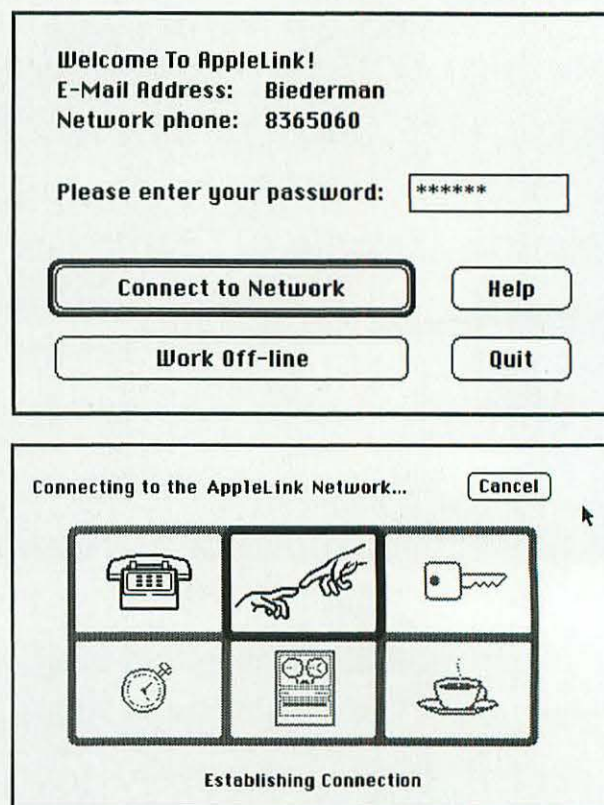 Welcome To AppleLink!
E-Mail Address: Biederman
Network phone: 8365060
Please enter your password: ******
Connect to Network
Help
Work Off-line
Quit
Connecting to the AppleLink Network...
Cancel
Establishing Connection